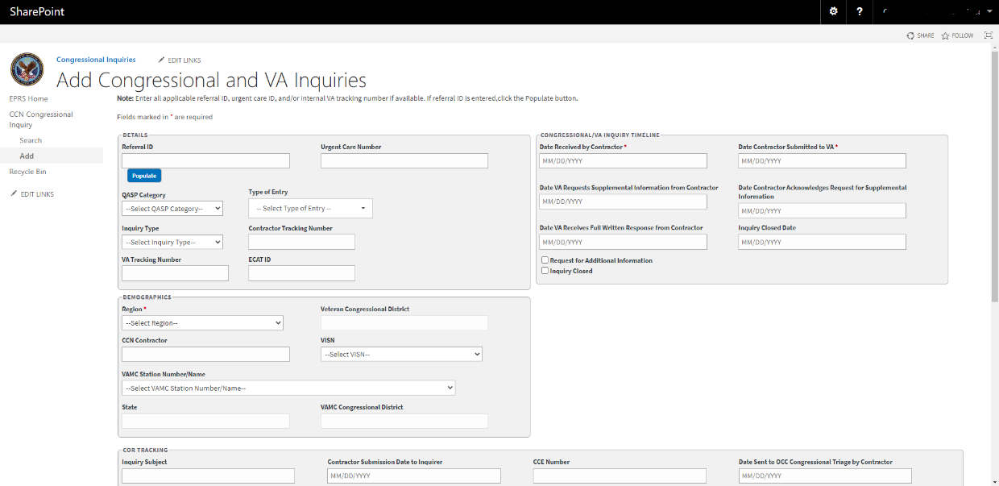 SharePoint
?
SHARE FOLLOW
Congressional Inquiries
EDIT LINKS
Add Congressional and VA Inquiries
EPRS Home
CCN Congressional
Inquiry
Search
Add
Recycle Bin
EDIT LINKS
Note: Enter all applicable referral ID, urgent care ID, and/or internal VA tracking number if available. If referral ID is entered,click the Populate button.
Fields marked in * are required
DETAILS
Referral ID
Urgent Care Number
Populate
QASP Category
Type of Entry
--Select QASP Category--
-- Select Type of Entry --
Inquiry Type
Contractor Tracking Number
--Select Inquiry Type--
VA Tracking Number
ECAT ID
CONGRESSIONAL/VA INQUIRY TIMELINE
Date Received by Contractor *
Date Contractor Submitted to VA *
MM/DD/YYYY
MM/DD/YYYY
Date VA Requests Supplemental Information from Contractor
Date Contractor Acknowledges Request for Supplemental
Information
MM/DD/YYYY
MM/DD/YYYY
Date VA Receives Full Written Response from Contractor
Inquiry Closed Date
MM/DD/YYYY
MM/DD/YYYY
Request for Additional Information
Inquiry Closed
DEMOGRAPHICS
Region *
Veteran Congressional District
--Select Region--
CCN Contractor
VISN
--Select VISN--
VAMC Station Number/Name
--Select VAMC Station Number/Name--
State
VAMC Congressional District
COR TRACKING
Inquiry Subject
Contractor Submission Date to Inquirer
CCE Number
Date Sent to OCC Congressional Triage by Contractor
MM/DD/YYYY
MM/DD/YYYY